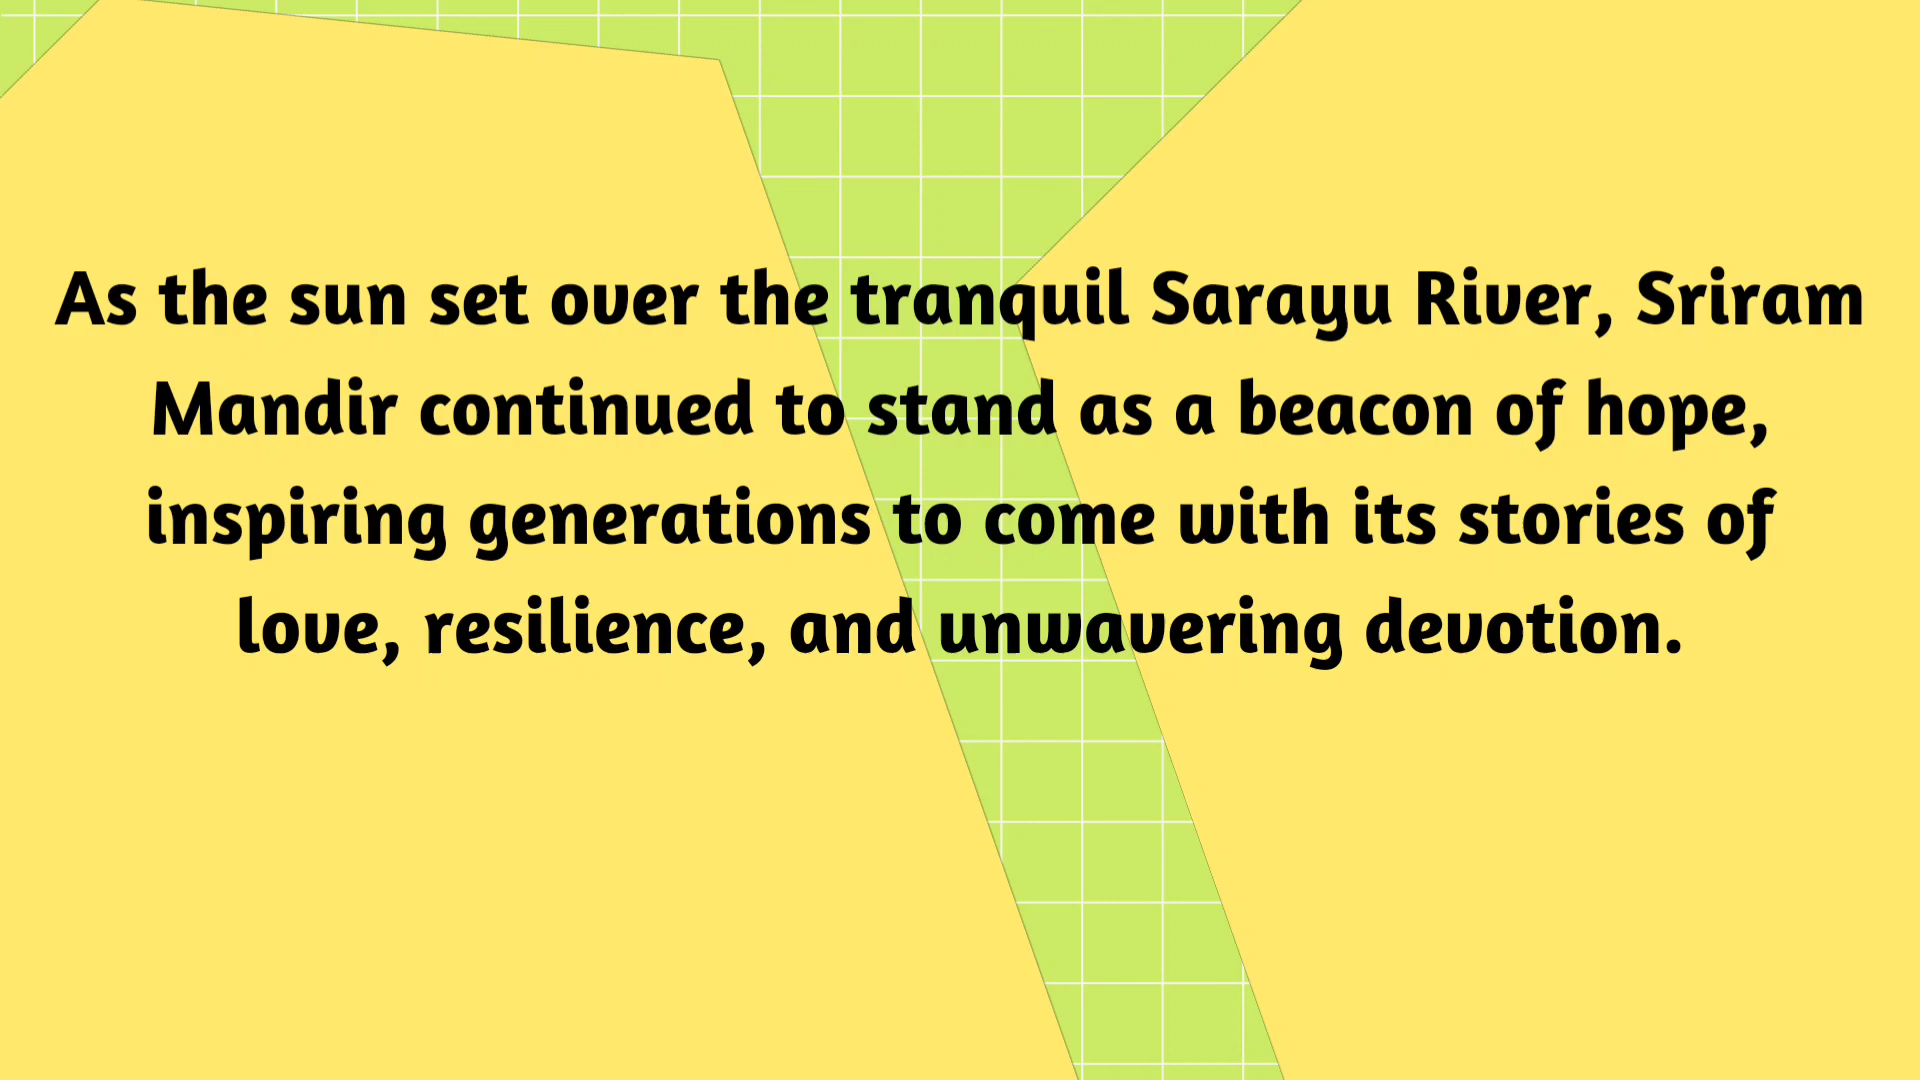 As the sun set over the tranquil Sarayu River, Sriram
Mandir continued to stand as a beacon of hope,
inspiring generations to come with its stories of
love, resilience, and unwavering devotion.